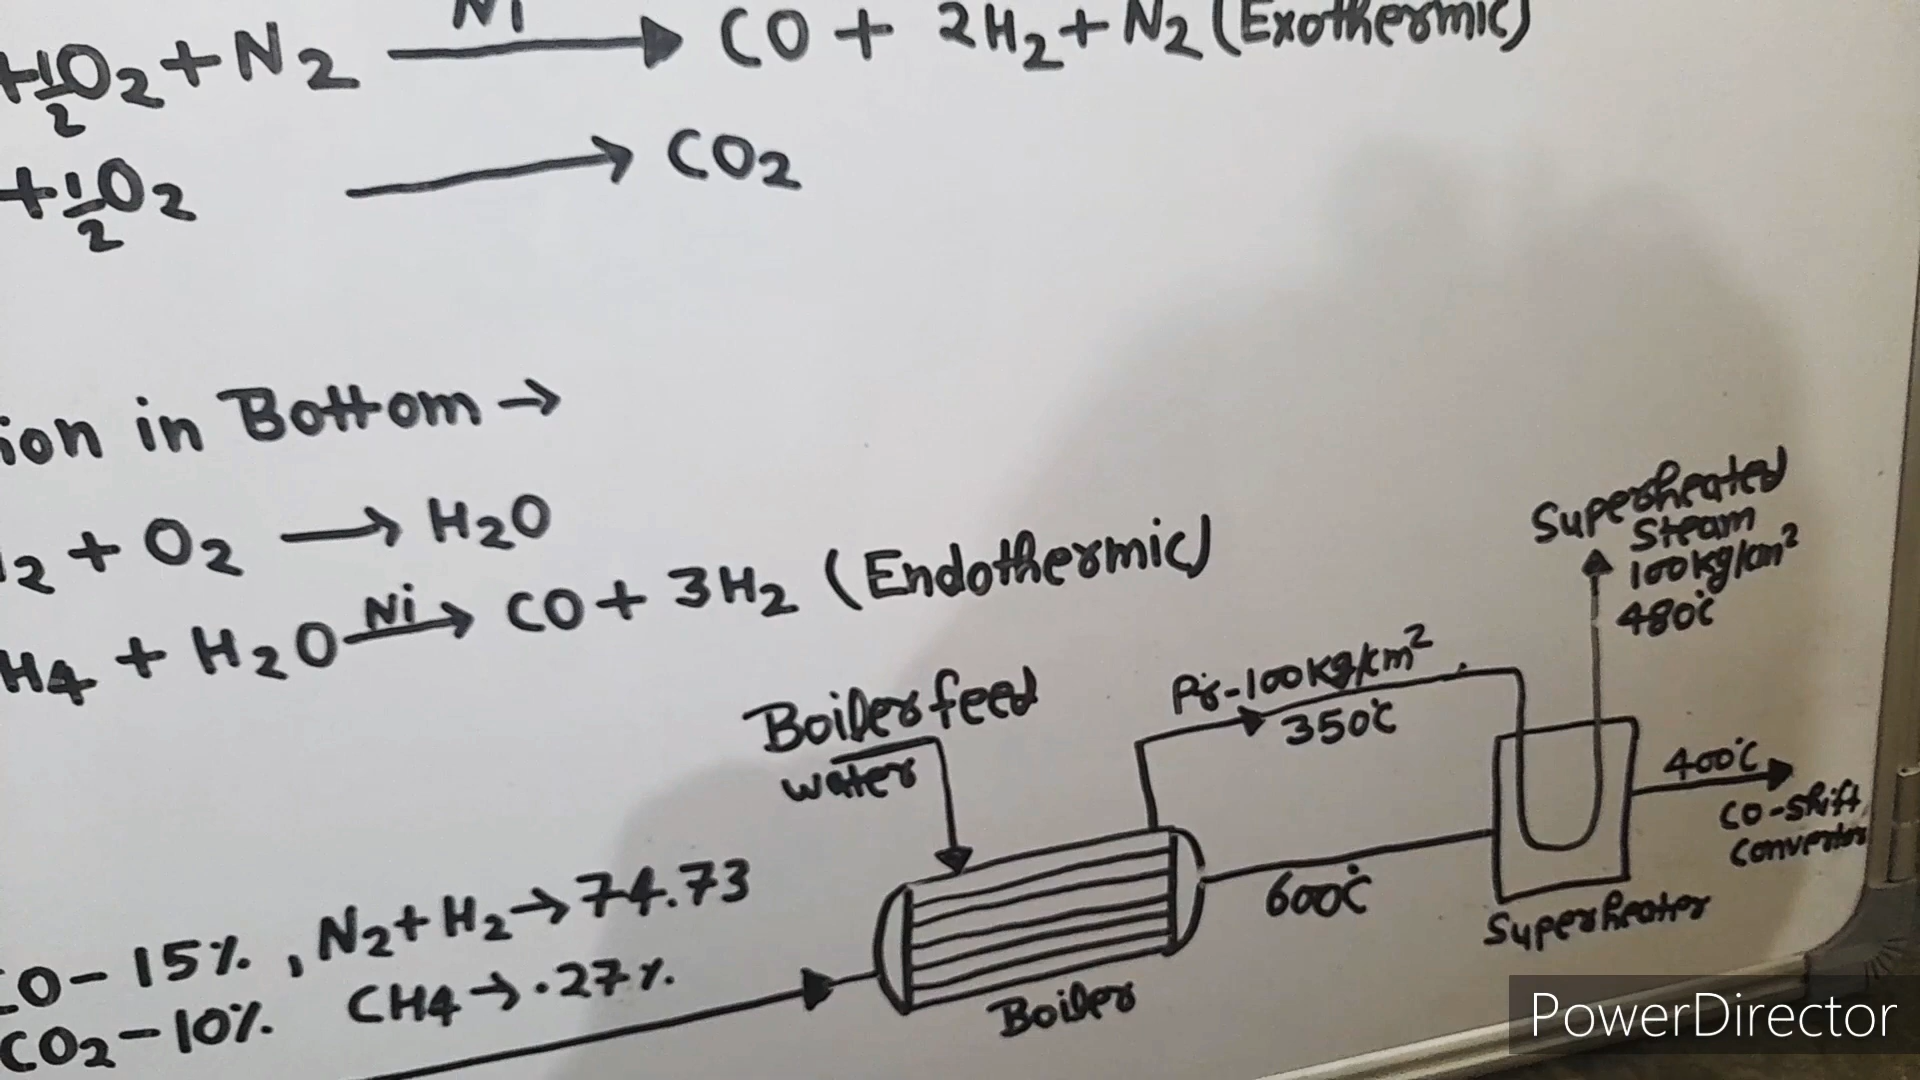 +1/2O2+N2 Ni CO + 2H2+N2 (Exothermic)
+1/2O2 → CO2
ion in Bottom →
2 + O2 → H2O
H4 + H2O Ni→ CO + 3H2 (Endothermic)
Superheated
Steam
100kg/cm2
480°C
Boiler feed
water
Pr-100kg/cm2
350°C
400°C
CO-shift
Convertor
600°C
Superheater
Boiler
CO-15%, N2+H2→74.73
CO2-10% CH4→.27%.
PowerDirector